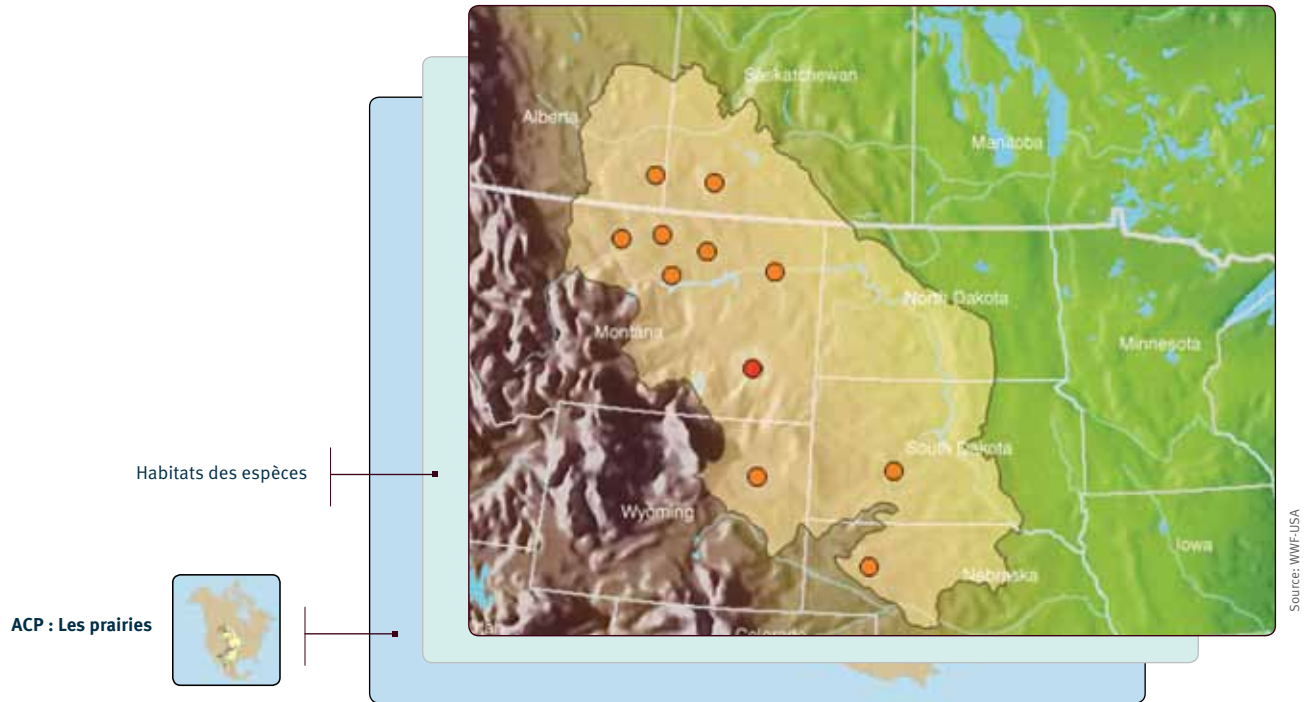 Saskatchewan
Alberta
Manitoba
North Dakota
Montana
Minnesota
Habitats des espèces
South Dakota
Wyoming
Iowa
Source: WWF-USA
Nebraska
ACP : Les prairies
Colorado